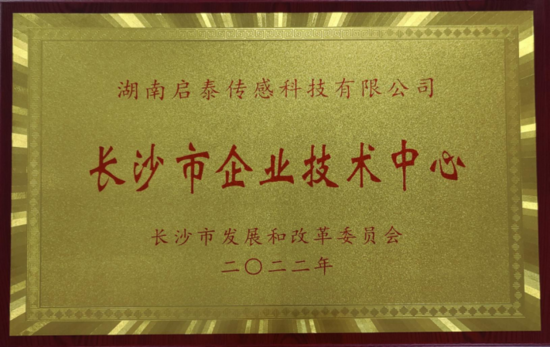 湖南启泰传感科技有限公司
长沙市企业技术中心
长沙市发展和改革委员会
二〇二二年